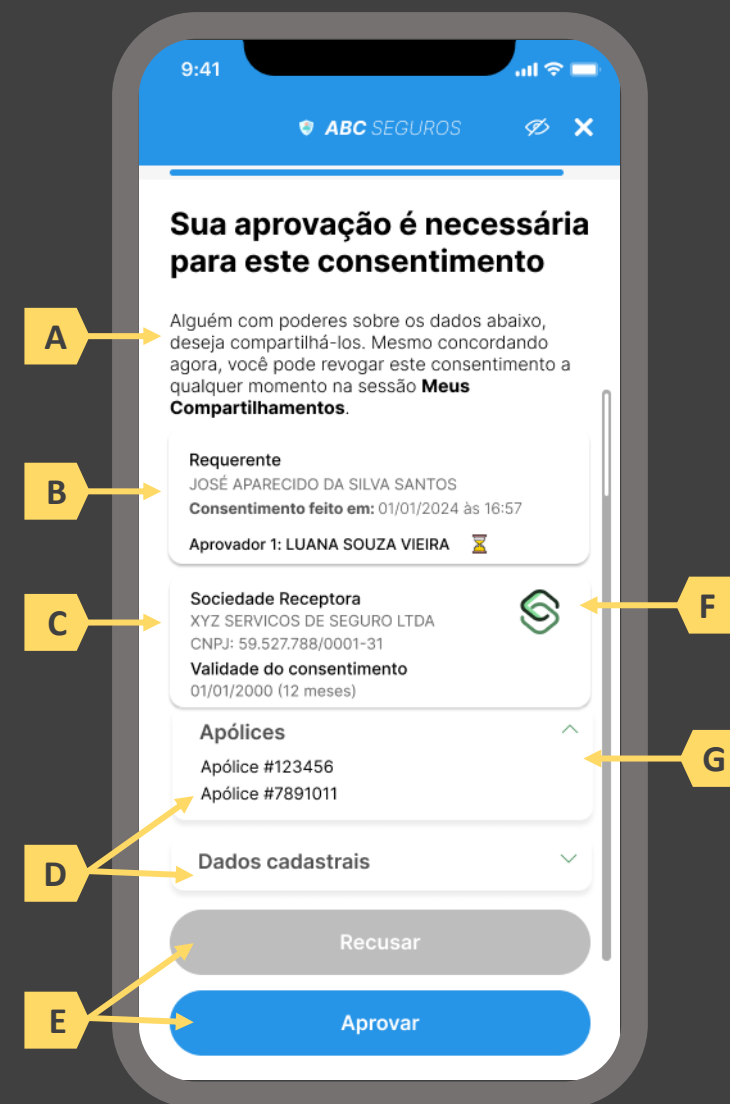 9:41
ABC SEGUROS
Sua aprovação é necessária
para este consentimento
A
Alguém com poderes sobre os dados abaixo,
deseja compartilhá-los. Mesmo concordando
agora, você pode revogar este consentimento a
qualquer momento na sessão Meus
Compartilhamentos.
B
Requerente
JOSÉ APARECIDO DA SILVA SANTOS
Consentimento feito em: 01/01/2024 às 16:57
Aprovador 1: LUANA SOUZA VIEIRA
C
Sociedade Receptora
XYZ SERVICOS DE SEGURO LTDA
CNPJ: 59.527.788/0001-31
Validade do consentimento
01/01/2000 (12 meses)
F
Apólices
Apólice #123456
Apólice #7891011
G
D
Dados cadastrais
Recusar
E
Aprovar